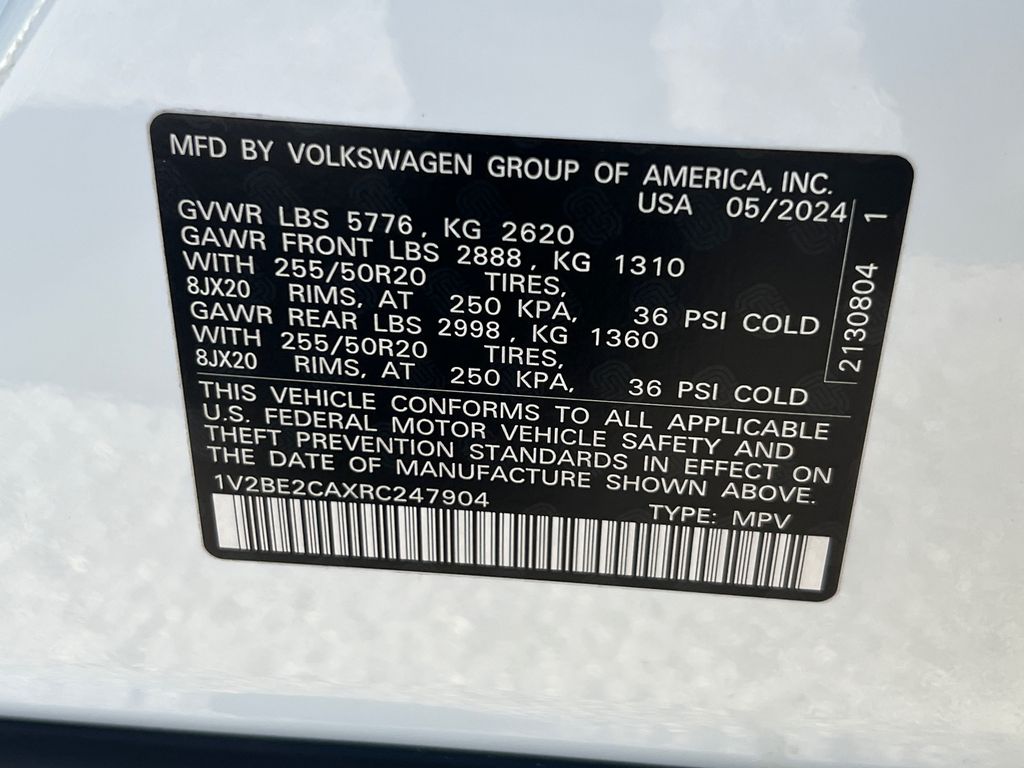 MFD BY VOLKSWAGEN GROUP OF AMERICA, INC.
USA 05/2024
GVWR LBS 5776, KG 2620
GAWR FRONT LBS 2888, KG 1310
WITH 255/50R20 TIRES,
8JX20 RIMS, AT 250 KPA, 36 PSI COLD
GAWR REAR LBS 2998, KG 1360
WITH 255/50R20 TIRES,
8JX20 RIMS, AT 250 KPA, 36 PSI COLD
2130804 1
THIS VEHICLE CONFORMS TO ALL APPLICABLE
U.S. FEDERAL MOTOR VEHICLE SAFETY AND
THEFT PREVENTION STANDARDS IN EFFECT ON
THE DATE OF MANUFACTURE SHOWN ABOVE.
1V2BE2CAXRC247904 TYPE: MPV